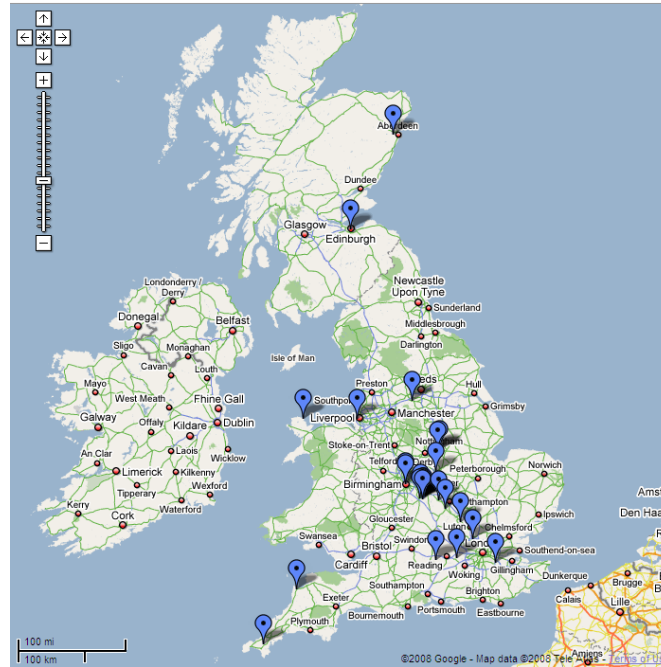 Aberdeen
Dundee
Glasgow
Edinburgh
Londonderry /
Derry
Donegal
Belfast
Newcastle
Upon Tyne
Sunderland
Sligo
Monaghan
Cavan
Louth
Isle of Man
Middlesbrough
Darlington
Mayo
West Meath
Fhine Gall
Southport
Preston
Hull
Grimsby
Galway
Offaly
Kildare
Dublin
Liverpool
Manchester
An Clar
Laois
Wicklow
Stoke-on-Trent
Limerick
Kilkenny
Telford
Derby
Peterborough
Norwich
Tipperary
Wexford
Birmingham
Kerry
Waterford
Cork
Ipswich
Gloucester
Luton
Chelmsford
Swansea
Cardiff
Bristol
Swindon
London
Southend-on-sea
Reading
Woking
Gillingham
Southampton
Brighton
Dunkerque
Brugge
Exeter
Bournemouth
Portsmouth
Eastbourne
Calais
Lille
Plymouth
Den Haa
100 mi
100 km
Amiens
©2008 Google - Map data ©2008 Tele Atlas - Terms of U